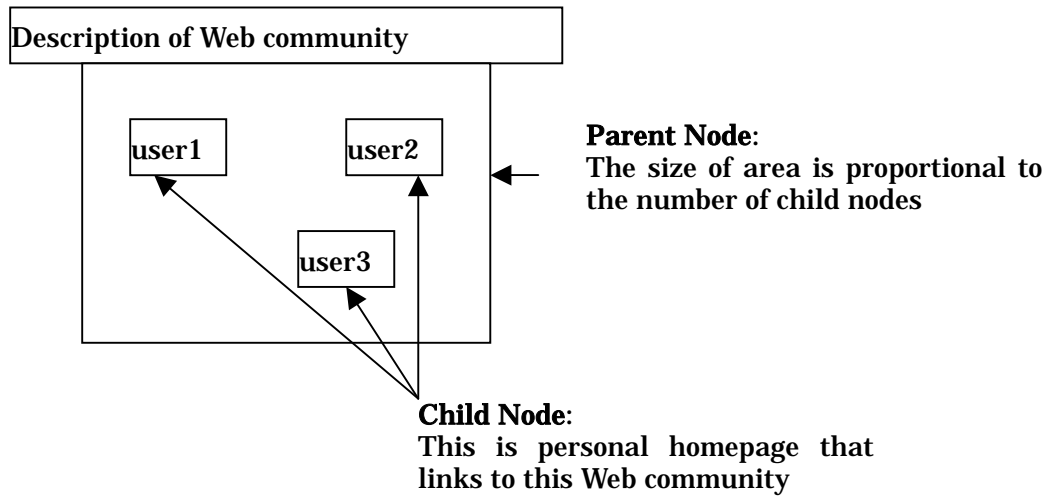 Description of Web community
user1
user2
user3
Parent Node:
The size of area is proportional to
the number of child nodes
Child Node:
This is personal homepage that
links to this Web community